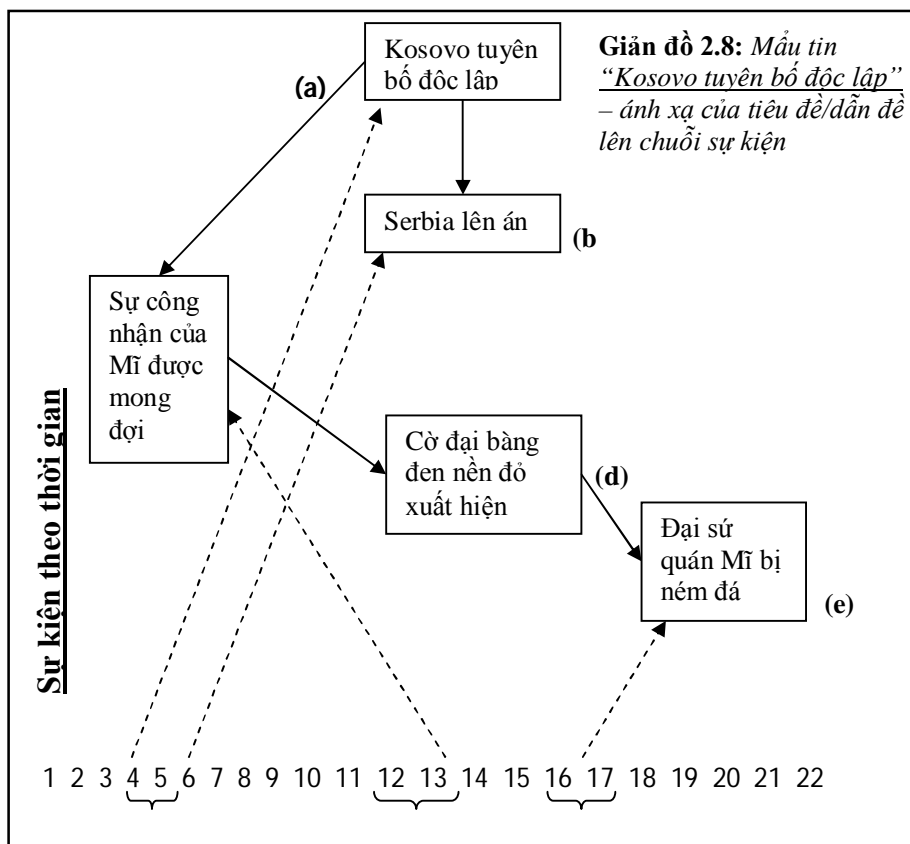 Kosovo tuyên
bố độc lập
(a)
Giản đồ 2.8: Mẩu tin
“Kosovo tuyên bố độc lập”
– ánh xạ của tiêu đề/dẫn đề
lên chuỗi sự kiện
Serbia lên án
(b
Sự công
nhận của
Mĩ được
mong
đợi
Sự kiện theo thời gian
Cờ đại bàng
đen nền đỏ
xuất hiện
(d)
Đại sứ
quán Mĩ bị
ném đá
(e)
1 2 3 4 5 6 7 8 9 10 11 12 13 14 15 16 17 18 19 20 21 22